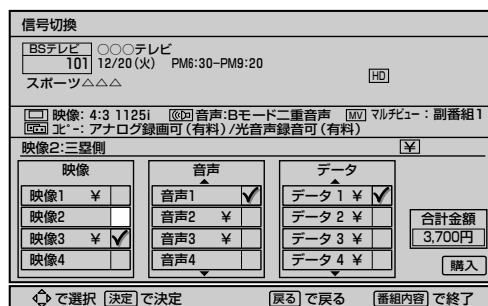 信号切換
BSテレビ ○○○テレビ
101 12/20(火) PM6:30-PM9:20
スポーツ△△△ HD
映像: 4:3 1125i 音声:Bモード二重音声 MV マルチビュー：副番組1
コピｰ: アナログ録画可(有料)/光音声録音可(有料)
映像2:三塁側 ¥
映像 音声 データ
映像1 ¥ 音声1 データ 1 ¥
映像2 音声2 ¥ データ 2 ¥
映像3 ¥ 音声3 ¥ データ 3 ¥
映像4 音声4 データ 4 ¥
合計金額
3,700円
購入
で選択 決定 で決定 戻る で戻る 番組内容 で終了